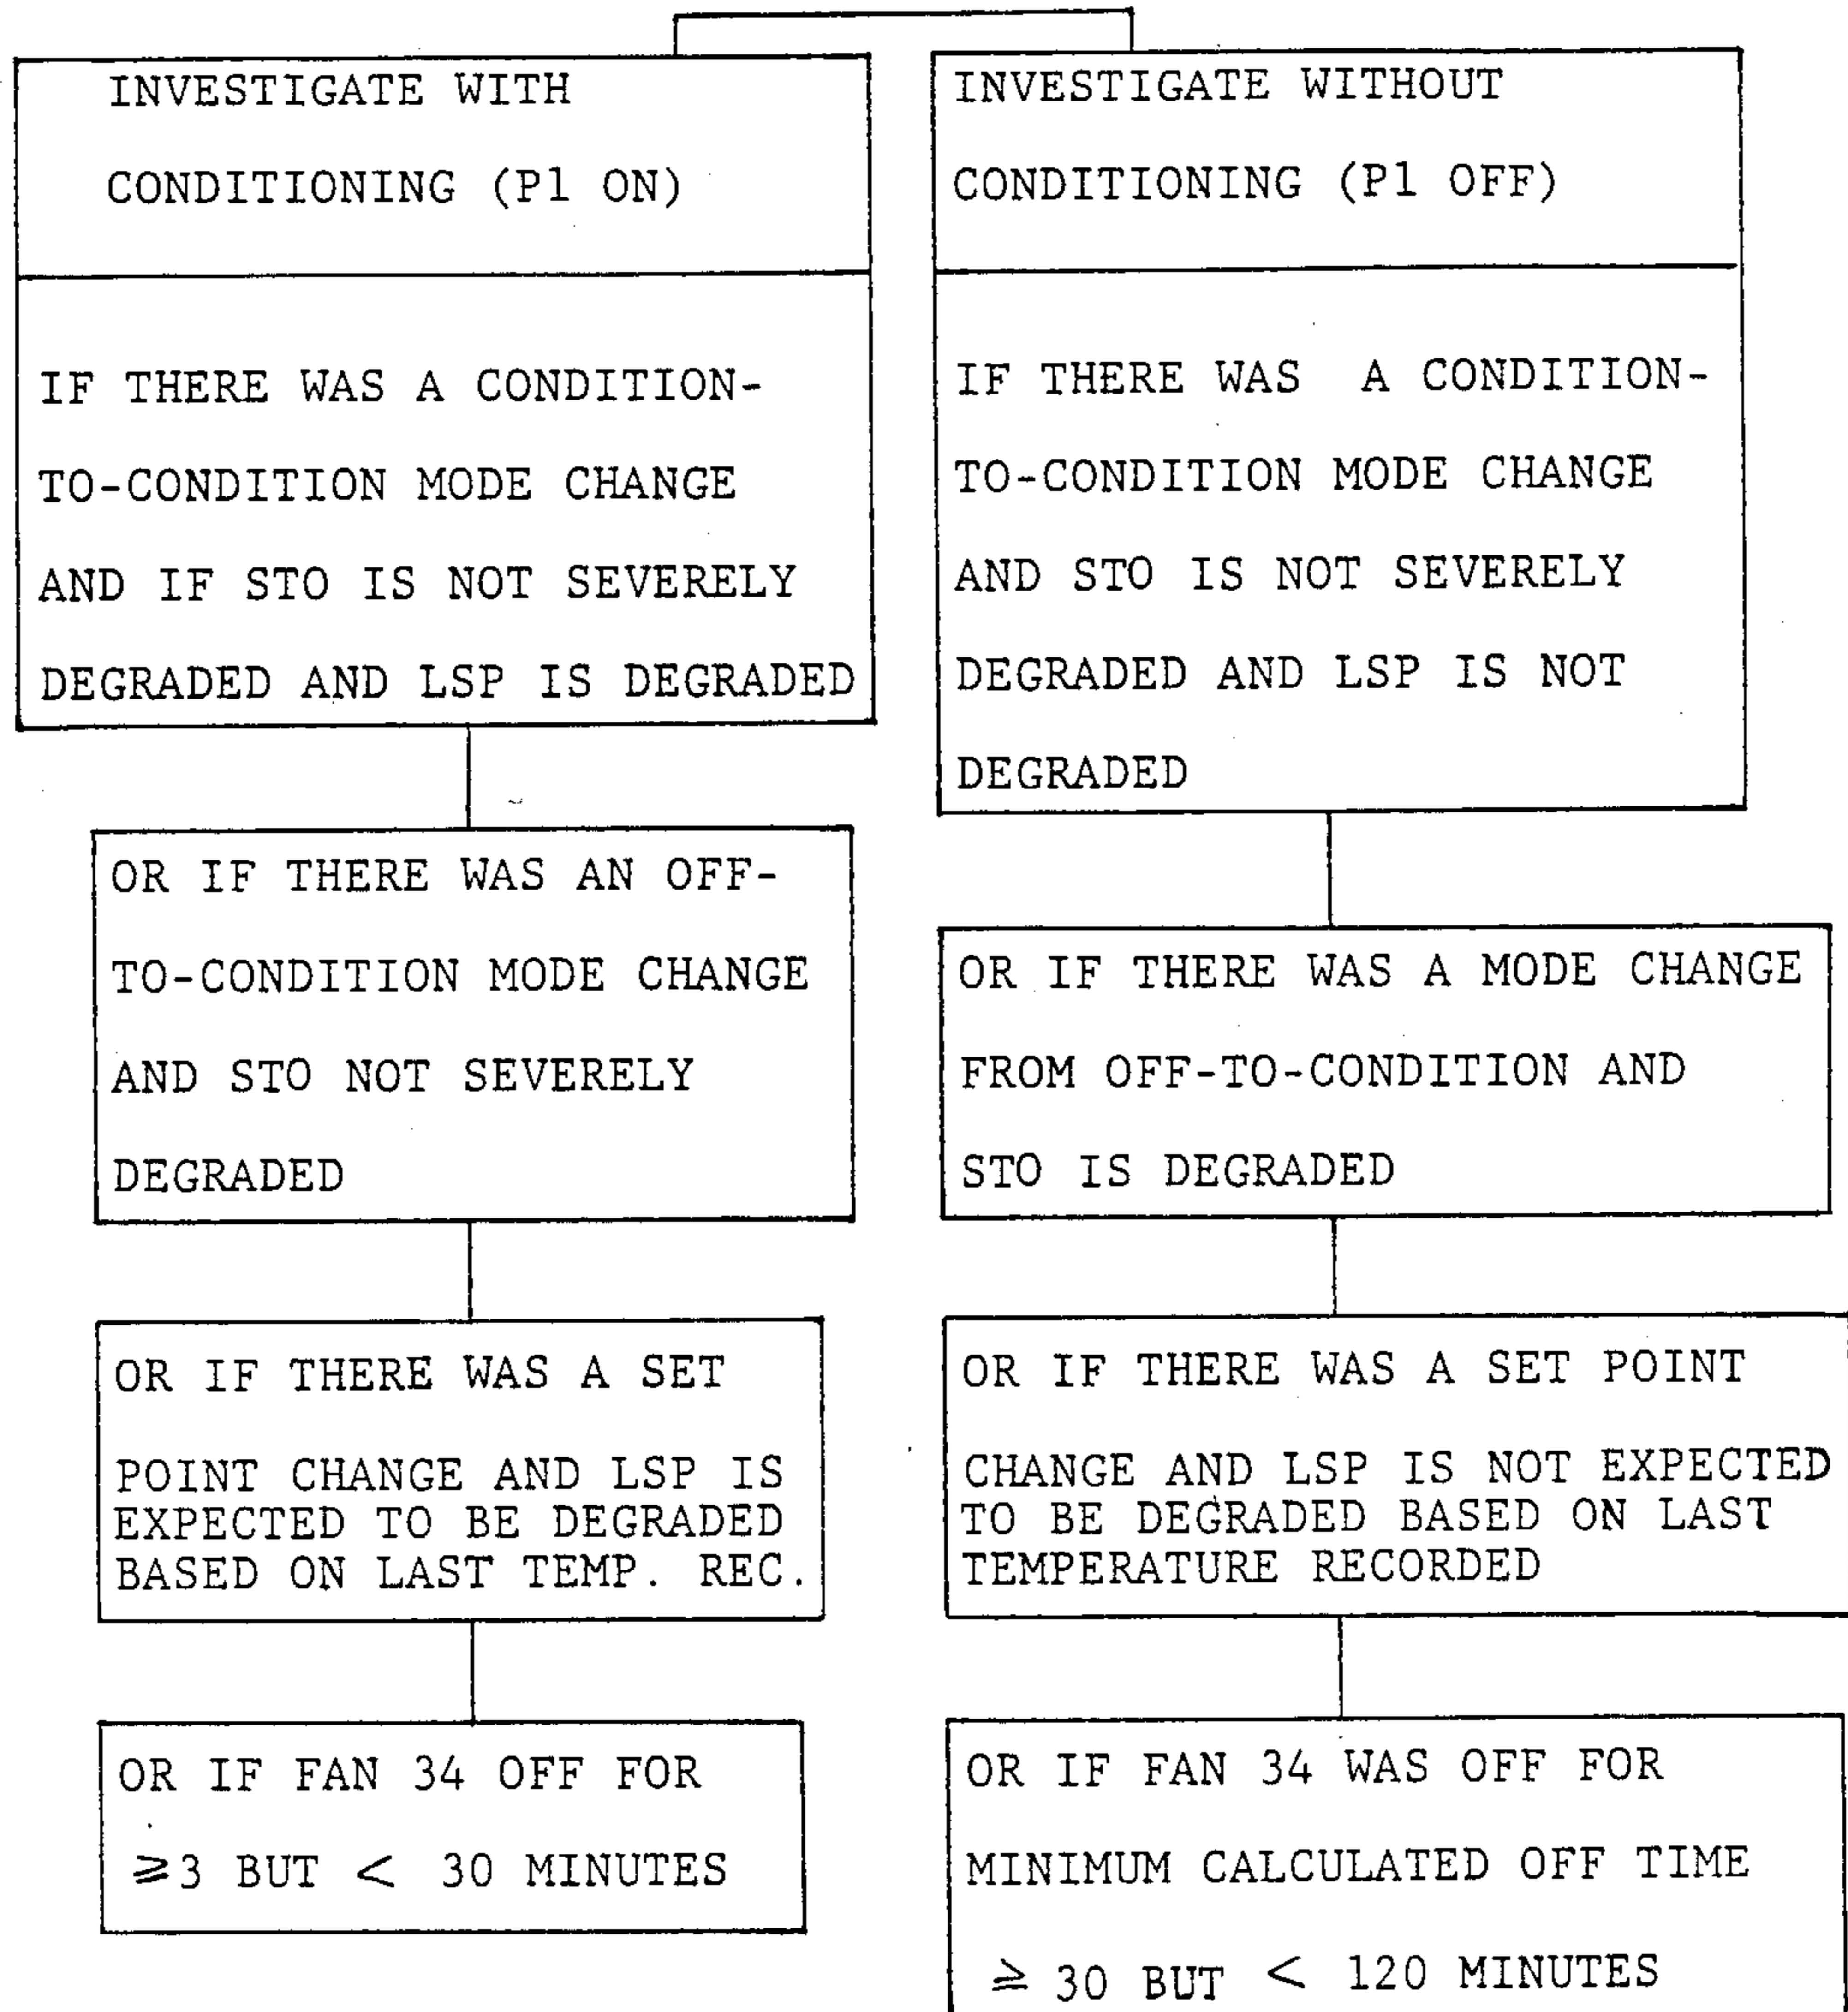 INVESTIGATE WITH
CONDITIONING (P1 ON)
IF THERE WAS A CONDITION-
TO-CONDITION MODE CHANGE
AND IF STO IS NOT SEVERELY
DEGRADED AND LSP IS DEGRADED
OR IF THERE WAS AN OFF-
TO-CONDITION MODE CHANGE
AND STO NOT SEVERELY
DEGRADED
OR IF THERE WAS A SET
POINT CHANGE AND LSP IS
EXPECTED TO BE DEGRADED
BASED ON LAST TEMP. REC.
OR IF FAN 34 OFF FOR
≥3 BUT < 30 MINUTES
INVESTIGATE WITHOUT
CONDITIONING (P1 OFF)
IF THERE WAS A CONDITION-
TO-CONDITION MODE CHANGE
AND STO IS NOT SEVERELY
DEGRADED AND LSP IS NOT
DEGRADED
OR IF THERE WAS A MODE CHANGE
FROM OFF-TO-CONDITION AND
STO IS DEGRADED
OR IF THERE WAS A SET POINT
CHANGE AND LSP IS NOT EXPECTED
TO BE DEGRADED BASED ON LAST
TEMPERATURE RECORDED
OR IF FAN 34 WAS OFF FOR
MINIMUM CALCULATED OFF TIME
≥ 30 BUT < 120 MINUTES